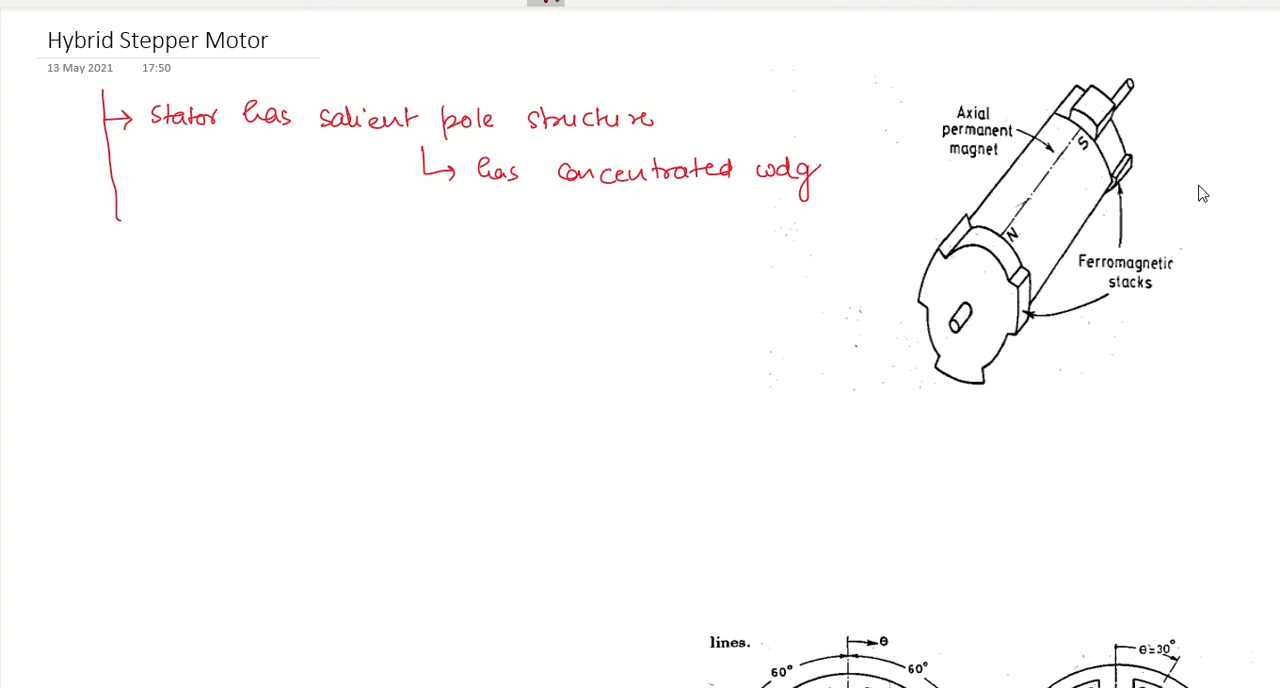 Hybrid Stepper Motor
13 May 2021 17:50
Stator has salient pole structure
has concentrated wdg
Axial
permanent
magnet
S
N
Ferromagnetic
stacks
lines.
θ
60° 60°
θ=30°